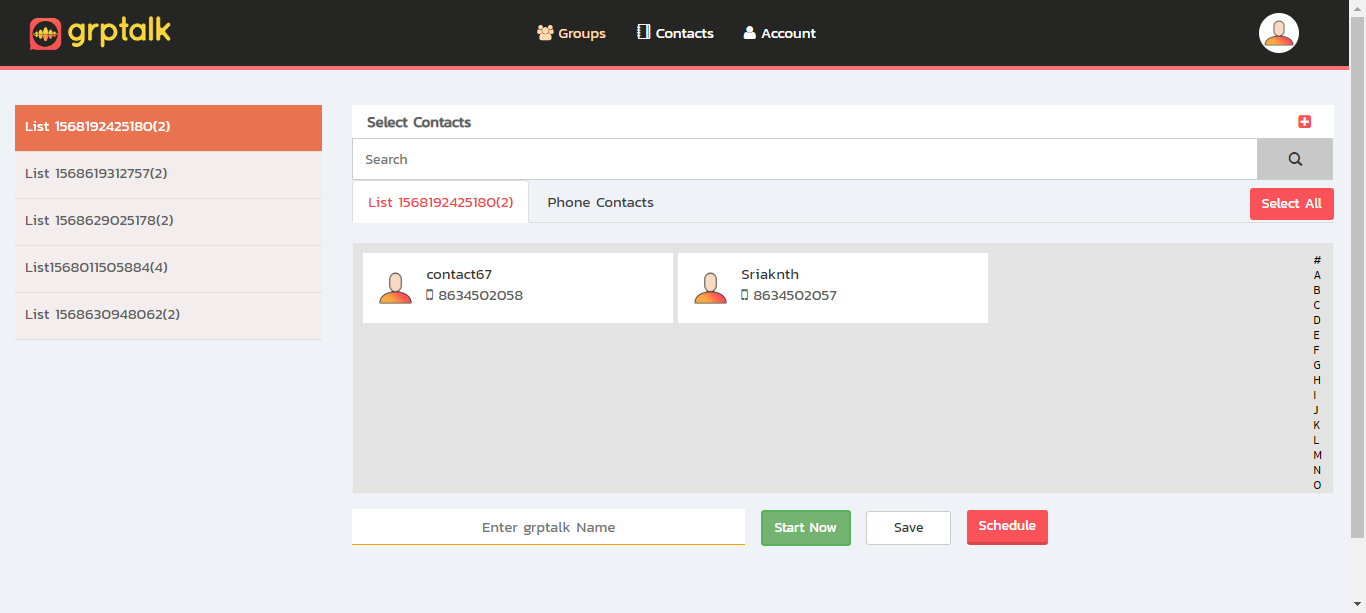 grptalk
Groups Contacts Account
List 1568192425180(2)
List 1568619312757(2)
List 1568629025178(2)
List1568011505884(4)
List 1568630948062(2)
Select Contacts
Search
List 1568192425180(2) Phone Contacts Select All
contact67
8634502058
Sriaknth
8634502057
#
A
B
C
D
E
F
G
H
I
J
K
L
M
N
O
Enter grptalk Name Start Now Save Schedule